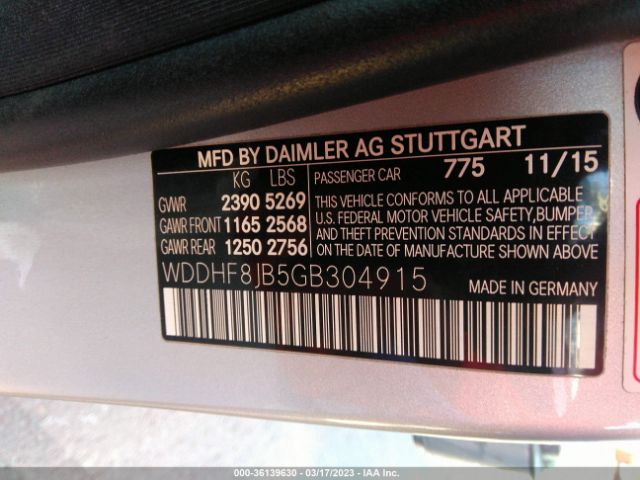 MFD BY DAIMLER AG STUTTGART
KG LBS
GVWR 2390 5269
GAWR FRONT 1165 2568
GAWR REAR 1250 2756
PASSENGER CAR 775 11/15
THIS VEHICLE CONFORMS TO ALL APPLICABLE
U.S. FEDERAL MOTOR VEHICLE SAFETY,BUMPER,
AND THEFT PREVENTION STANDARDS IN EFFECT
ON THE DATE OF MANUFACTURE SHOWN ABOVE
WDDHF8JB5GB304915
MADE IN GERMANY
000-36139630 - 03/17/2023 - IAA Inc.